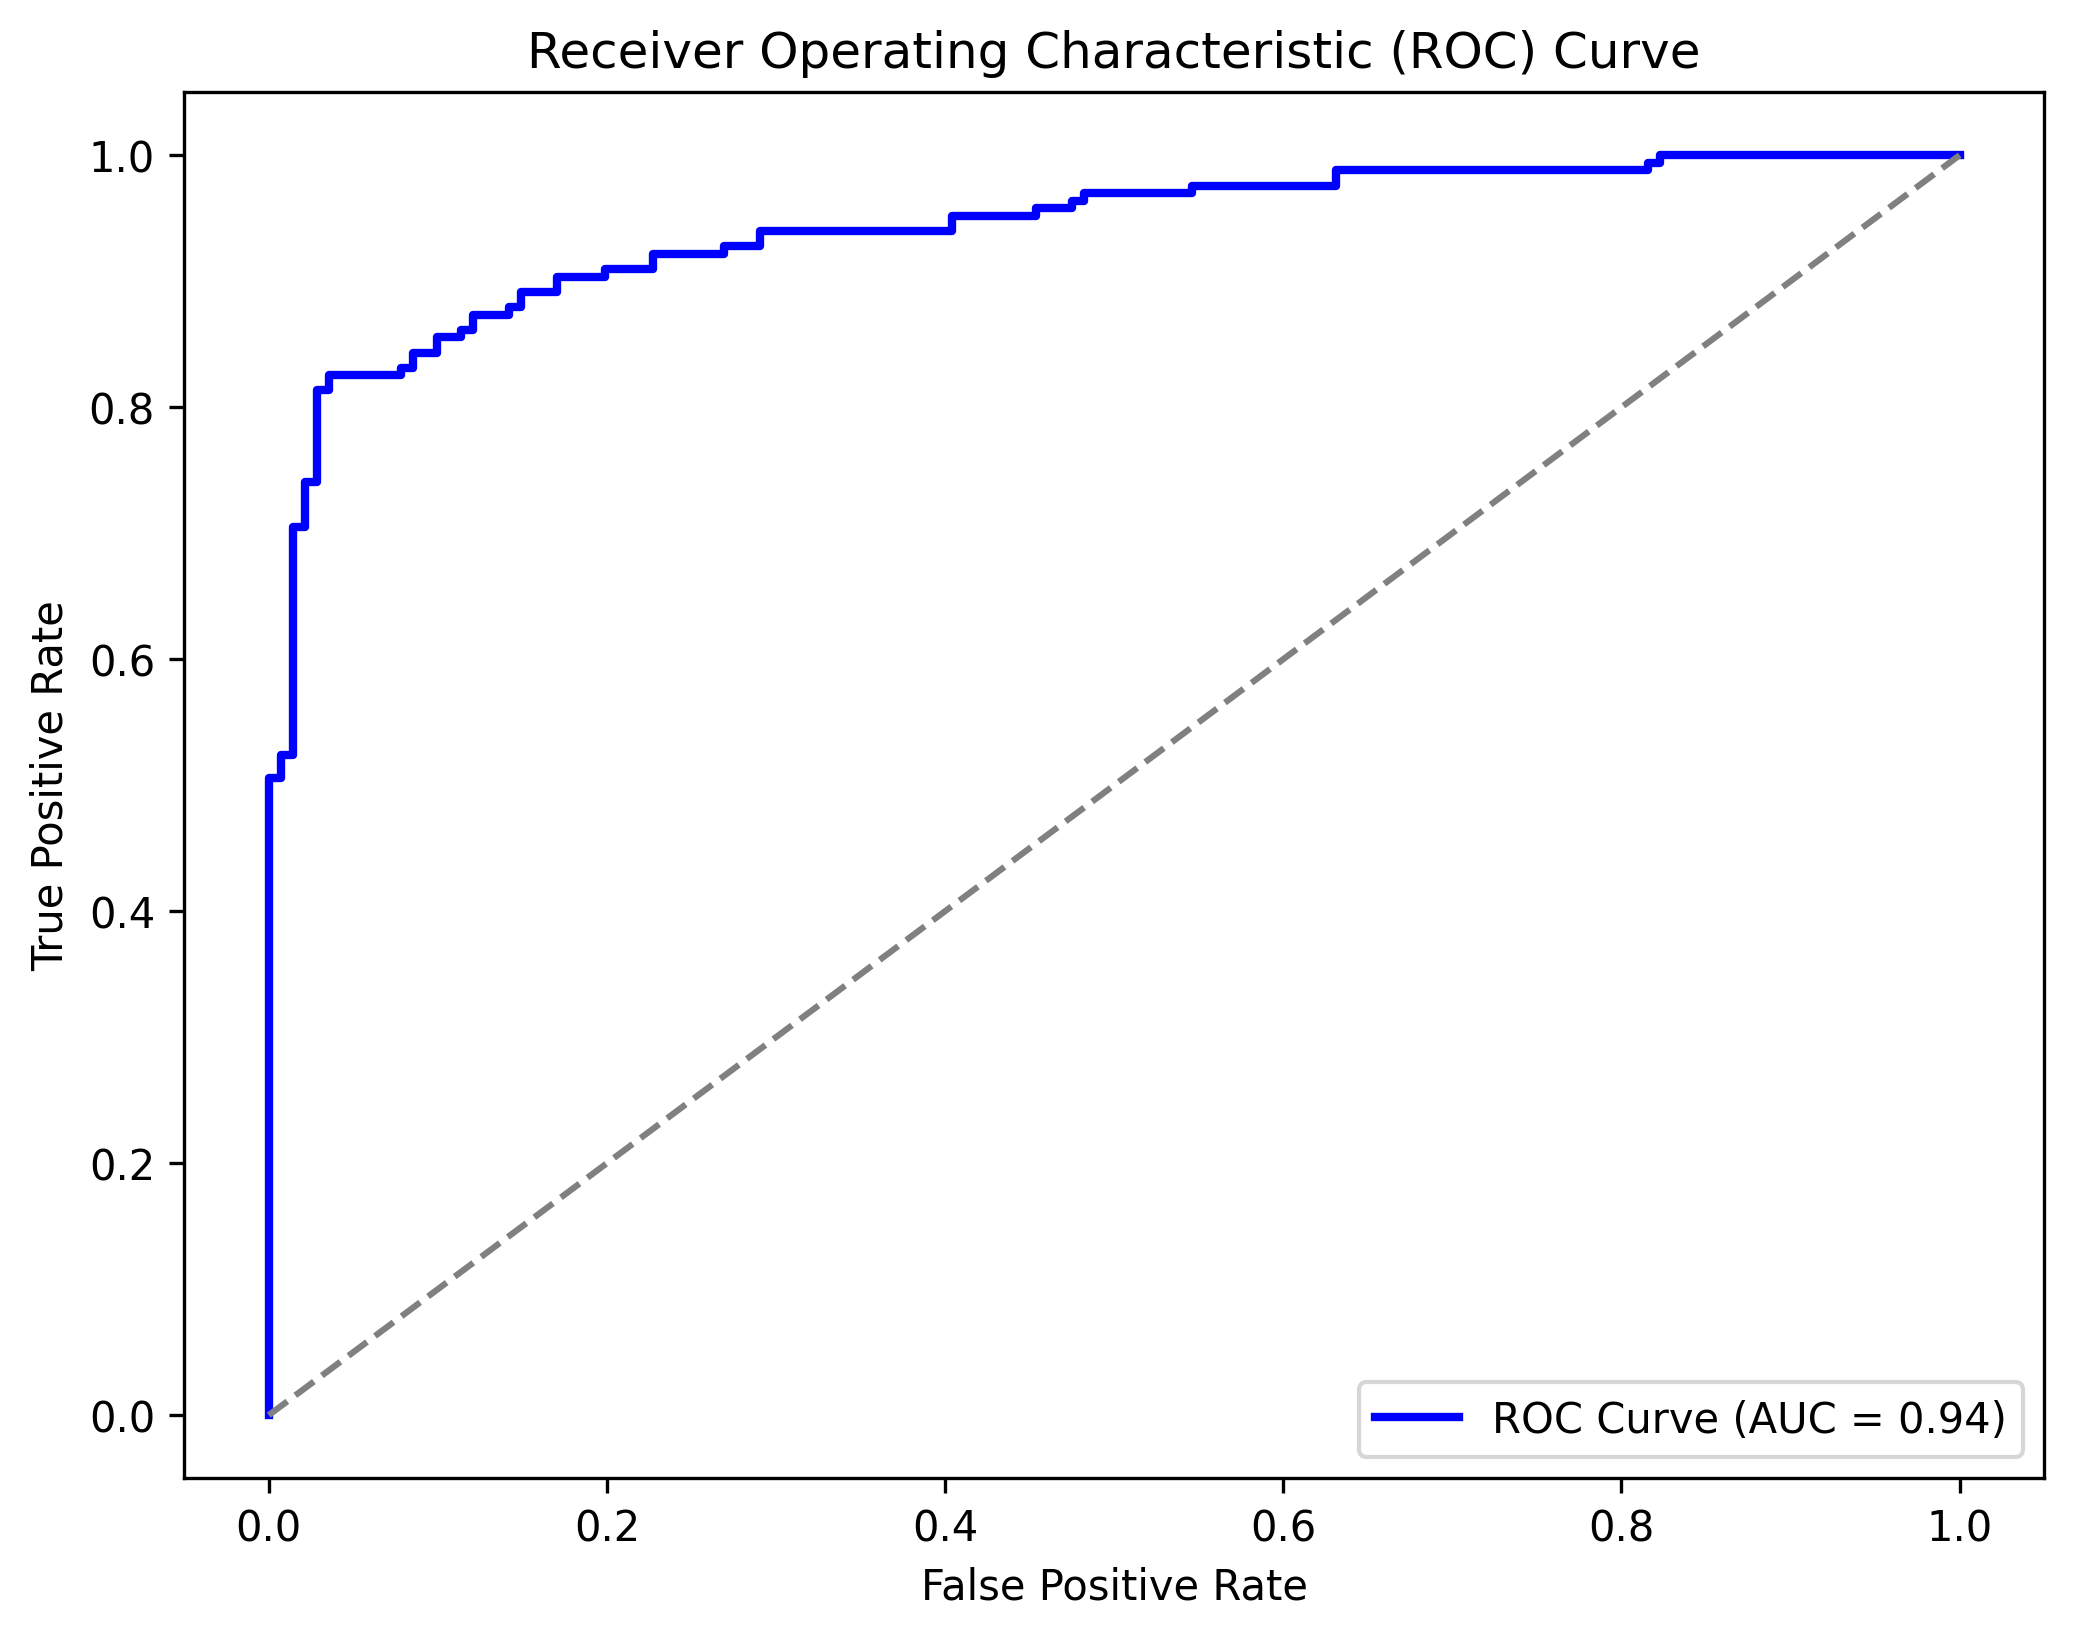 Receiver Operating Characteristic (ROC) Curve
1.0
0.8
0.6
0.4
0.2
0.0
True Positive Rate
ROC Curve (AUC = 0.94)
0.0 0.2 0.4 0.6 0.8 1.0
False Positive Rate